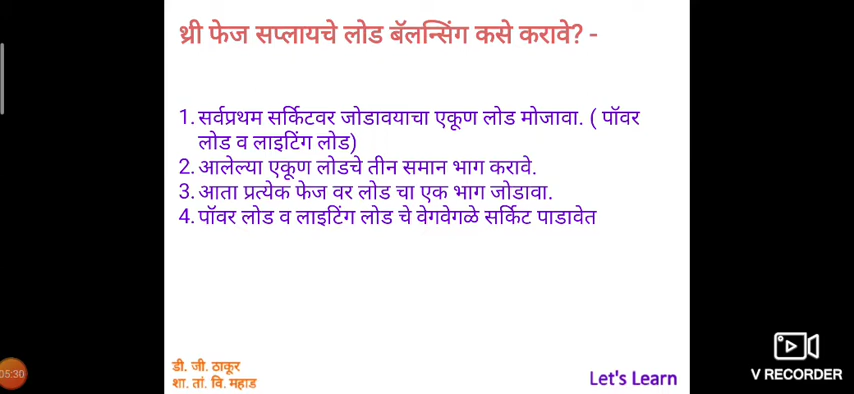 थ्री फेज सप्लायचे लोड बॅलन्सिंग कसे करावे? -
1. सर्वप्रथम सर्किटवर जोडावयाचा एकूण लोड मोजावा. ( पॉवर
लोड व लाइटिंग लोड)
2. आलेल्या एकूण लोडचे तीन समान भाग करावे.
3. आता प्रत्येक फेज वर लोड चा एक भाग जोडावा.
4. पॉवर लोड व लाइटिंग लोड चे वेगवेगळे सर्किट पाडावेत
डी. जी. ठाकूर
शा. तां. वि. महाड
Let's Learn
05:30
V RECORDER